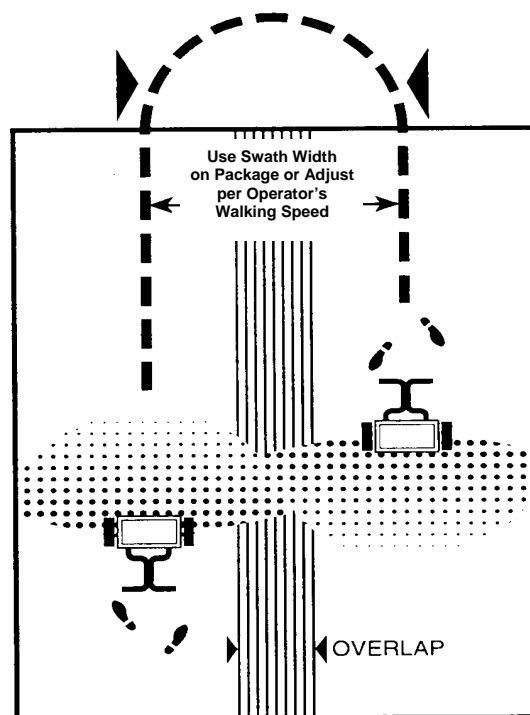 Use Swath Width
on Package or Adjust
per Operator's
Walking Speed
OVERLAP